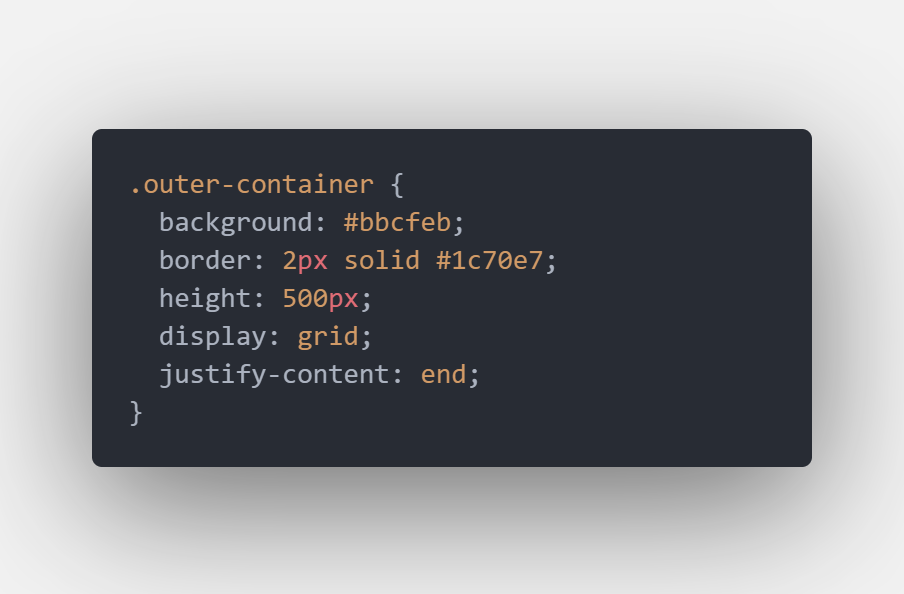 .outer-container {
  background: #bbcfeb;
  border: 2px solid #1c70e7;
  height: 500px;
  display: grid;
  justify-content: end;
}